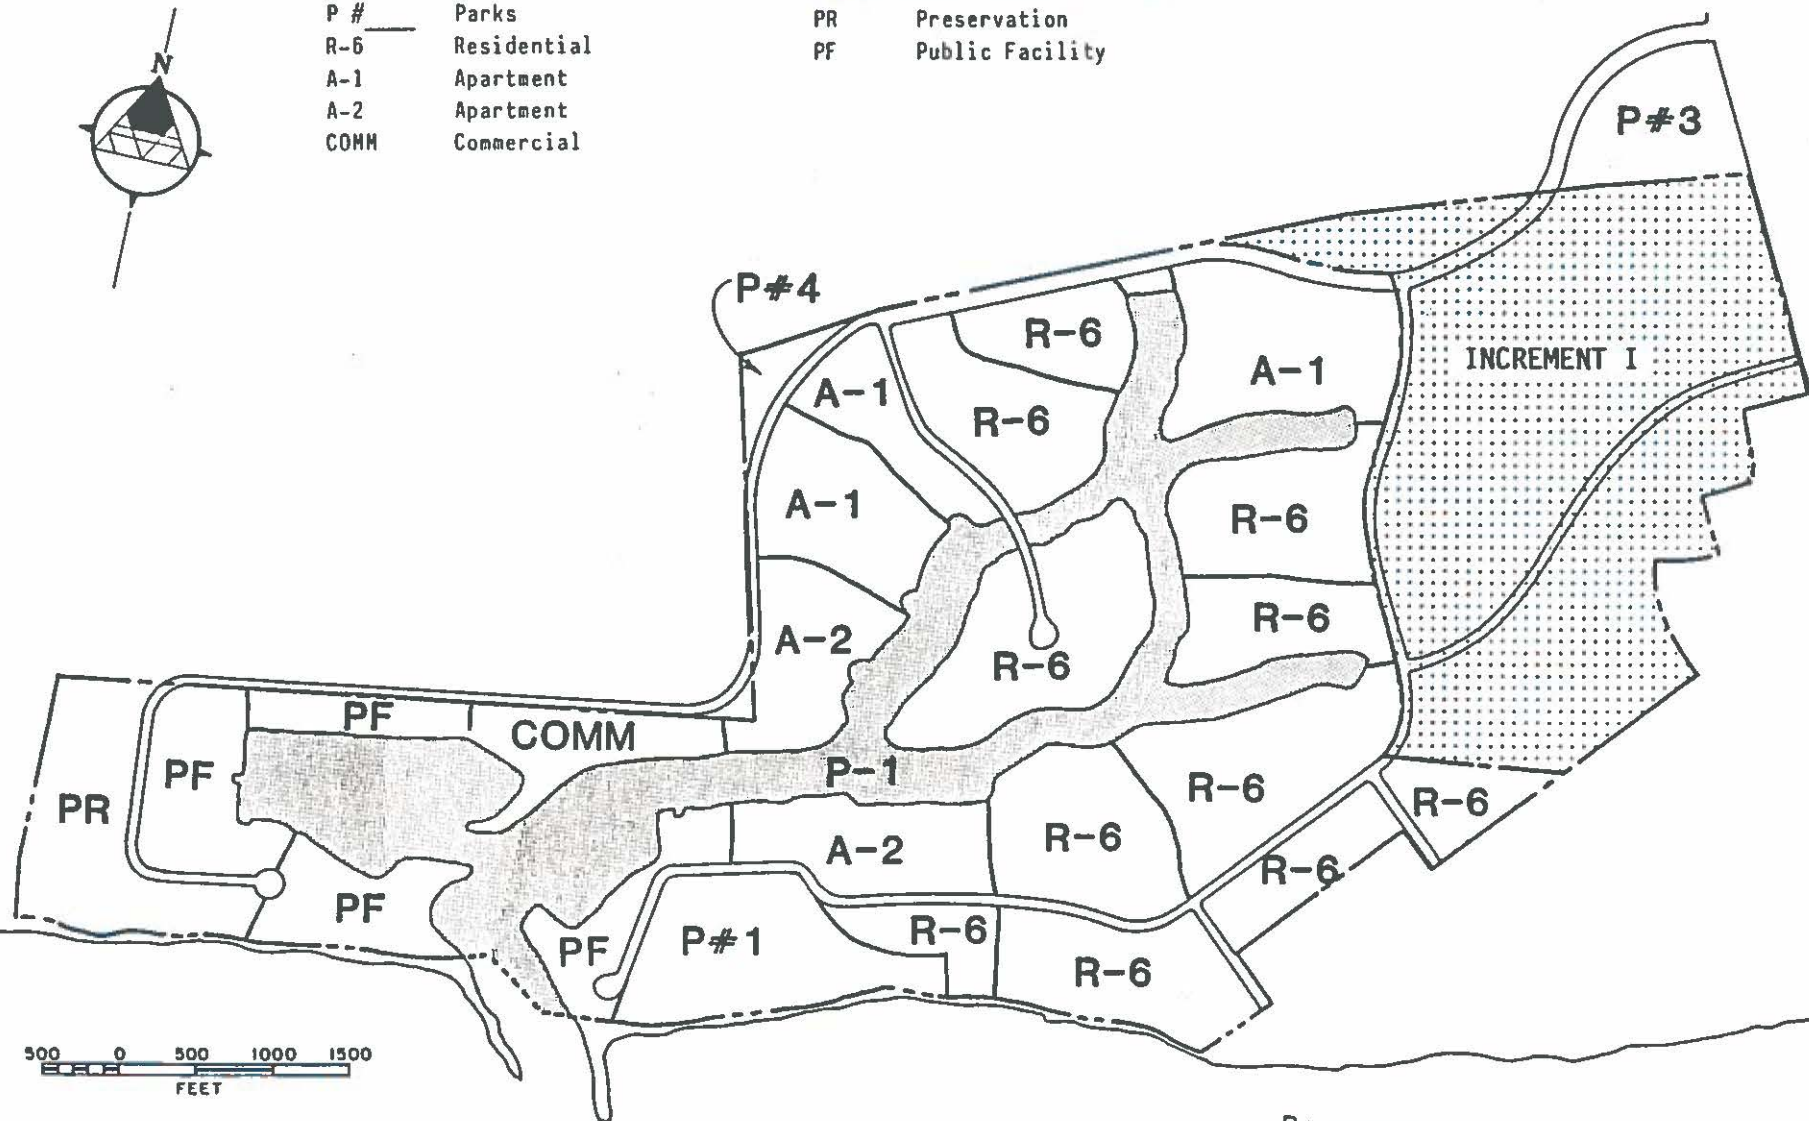 P #____ Parks
R-6 Residential
A-1 Apartment
A-2 Apartment
COMM Commercial
PR Preservation
PF Public Facility
N
P#3
P#4
R-6
A-1
INCREMENT I
A-1
R-6
A-1
R-6
R-6
A-2
R-6
PF
COMM
PF
P-1
PR
R-6
R-6
R-6
A-2
R-6
PF
R-6
PF
P#1
R-6
500 0 500 1000 1500
FEET